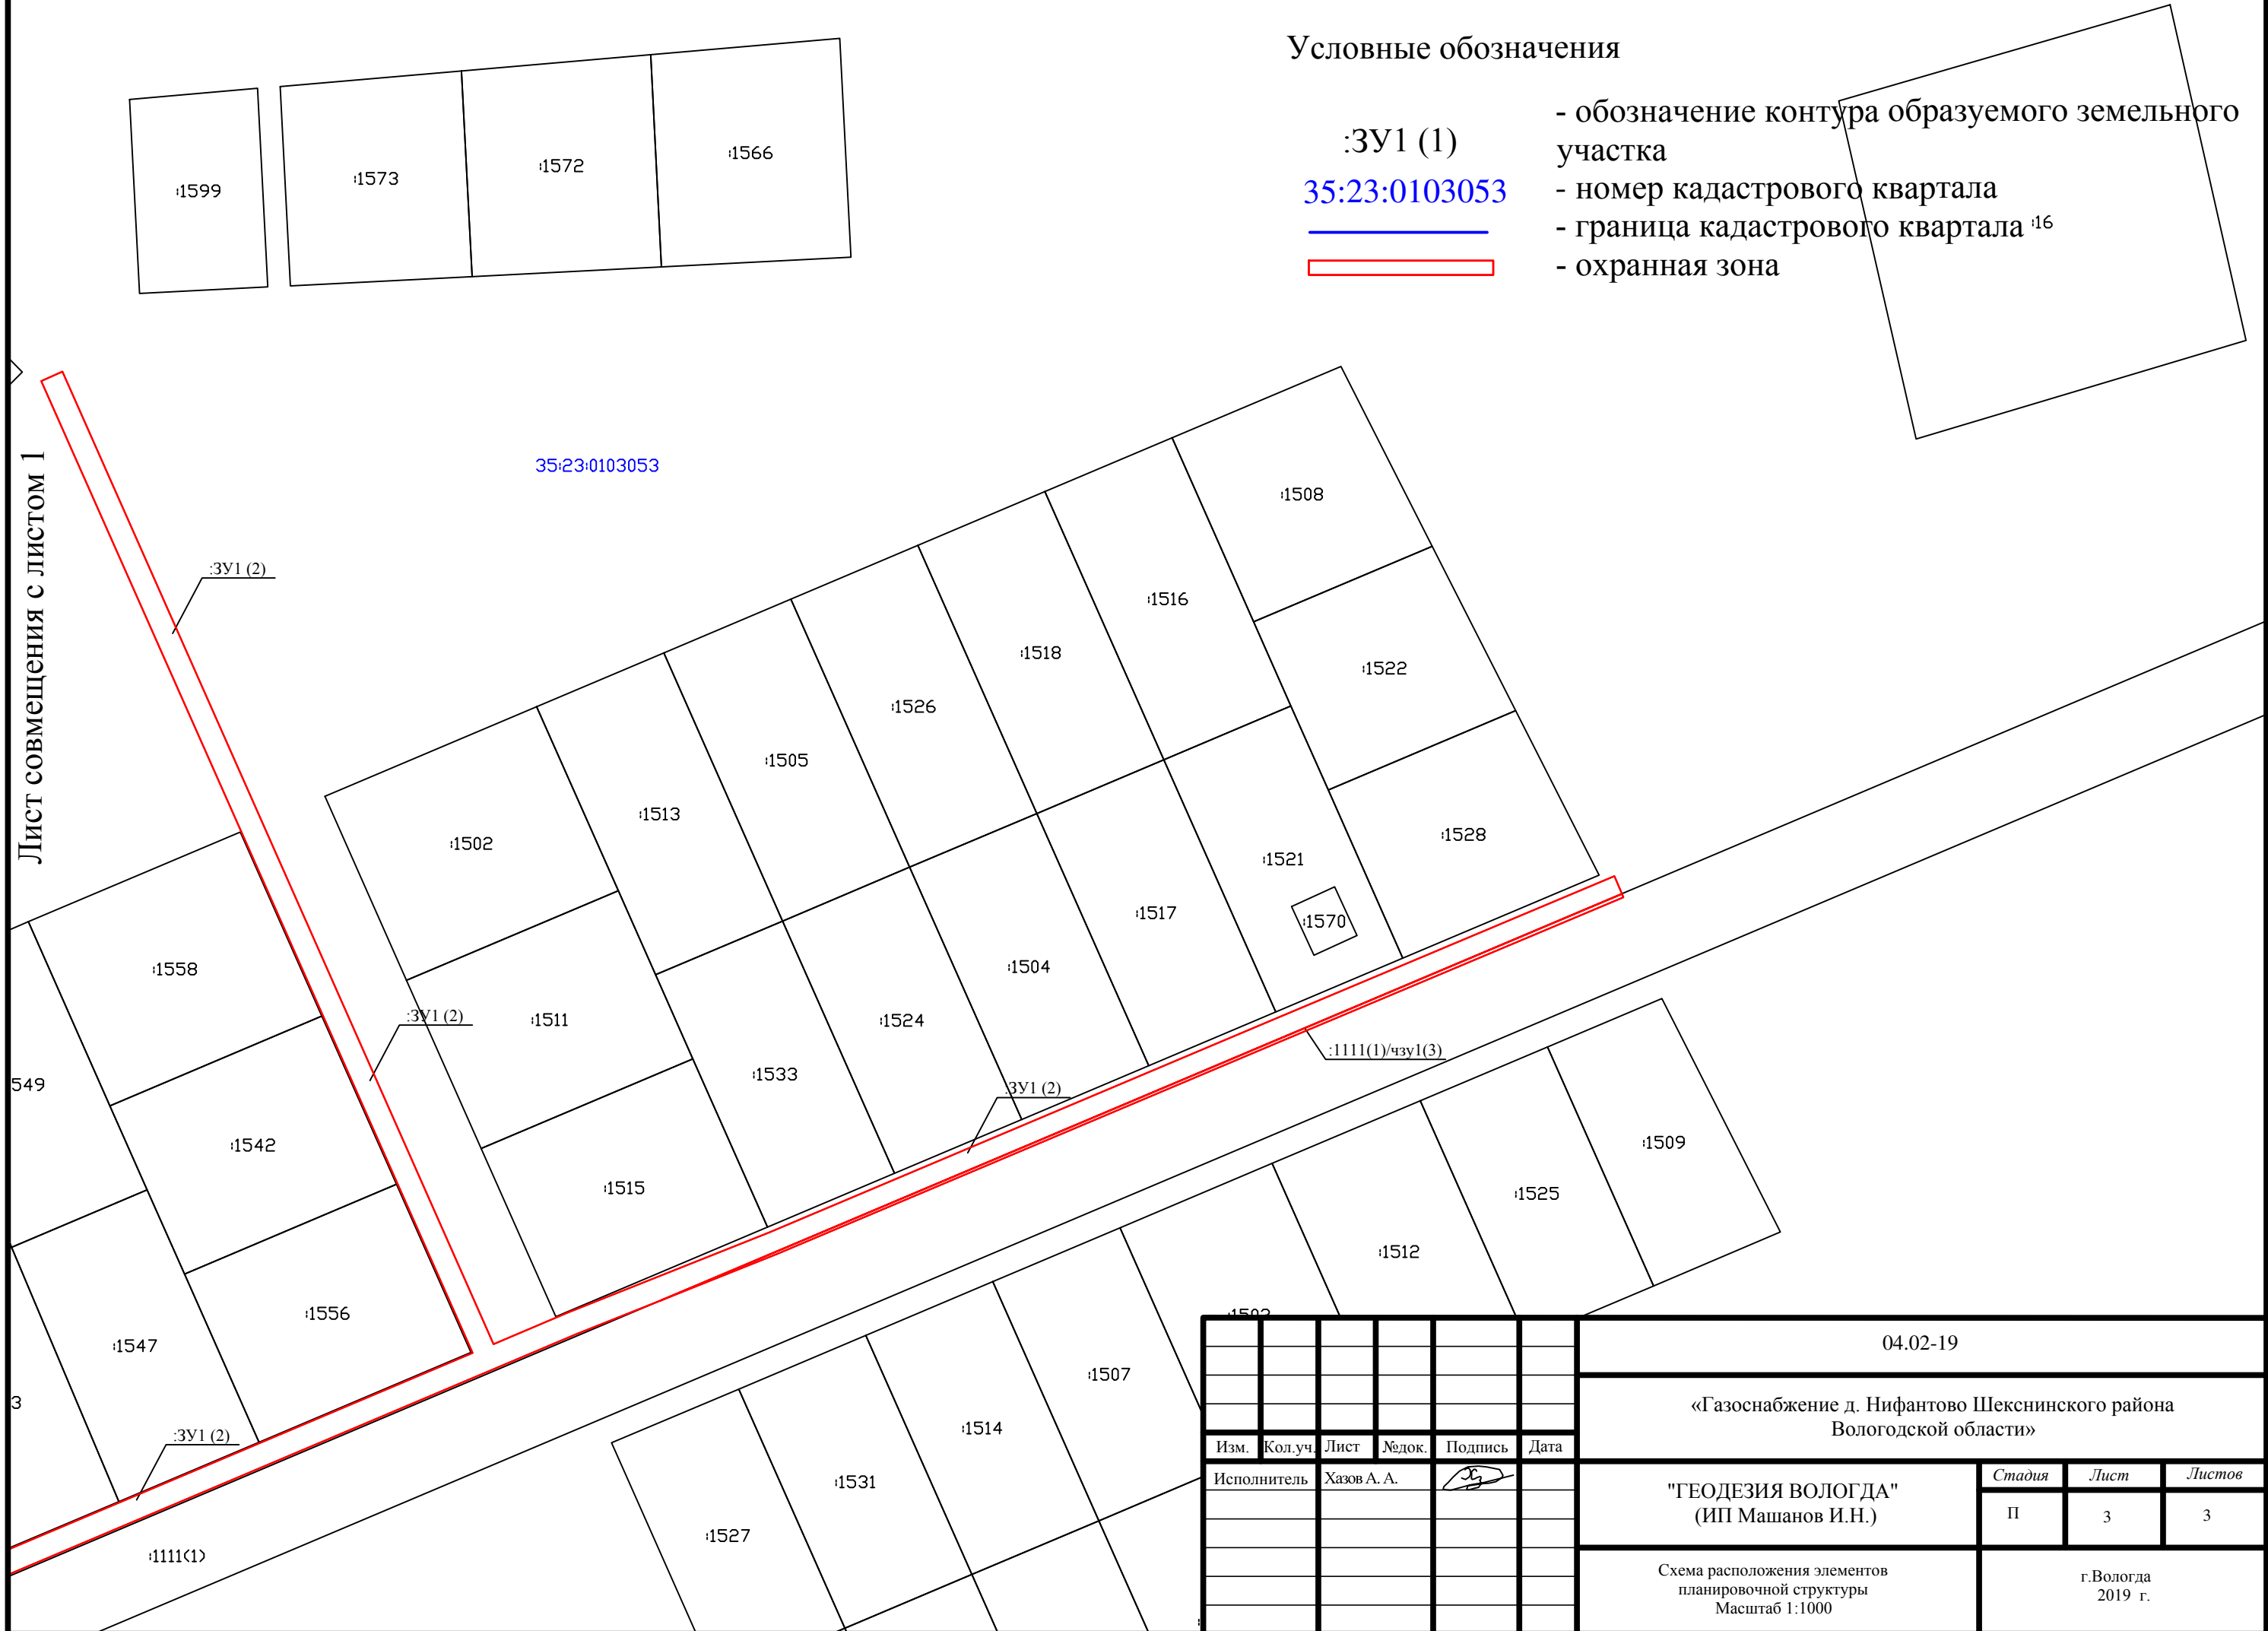 Условные обозначения
:ЗУ1 (1)
- обозначение контура образуемого земельного
участка
35:23:0103053
- номер кадастрового квартала
- граница кадастрового квартала
:16
- охранная зона
:1599
:1573
:1572
:1566
Лист совмещения с листом 1
35:23:0103053
:ЗУ1 (2)
:1508
:1516
:1518
:1522
:1526
:1505
:1513
:1502
:1528
:1521
:1570
:1517
:1504
:1558
:ЗУ1 (2)
:1511
:1524
:1111(1)/чзу1(3)
:1533
:ЗУ1 (2)
549
:1542
:1515
:1509
:1525
:1512
:1556
:1547
:1507
3
:ЗУ1 (2)
:1514
:1531
:1527
:1111(1)
04.02-19
«Газоснабжение д. Нифантово Шекснинского района
Вологодской области»
Изм. Кол.уч. Лист №док. Подпись Дата
Исполнитель Хазов А. А.
"ГЕОДЕЗИЯ ВОЛОГДА"
(ИП Машанов И.Н.)
Стадия Лист Листов
П 3 3
Схема расположения элементов
планировочной структуры
Масштаб 1:1000
г.Вологда
2019 г.